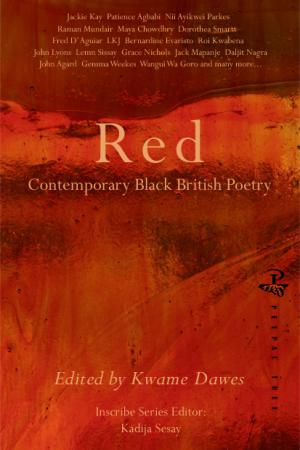 Jackie Kay Patience Agbabi Nii Ayikwei Parkes
Raman Mundair Maya Chowdhry Dorothea Smartt
Fred D'Aguiar LKJ Bernardine Evaristo Roi Kwabena
John Lyons Lemn Sissay Grace Nichols Jack Mapanje Daljit Nagra
John Agard Gemma Weekes Wangui Wa Goro and many more…
Red
Contemporary Black British Poetry
PEEPAL TREE
Edited by Kwame Dawes
Inscribe Series Editor:
Kadija Sesay